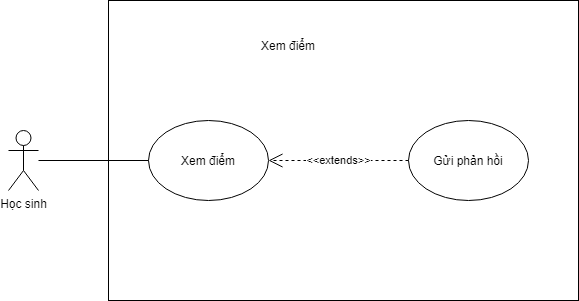 Xem điểm
Xem điểm
<<extends>>
Gửi phản hồi
Học sinh